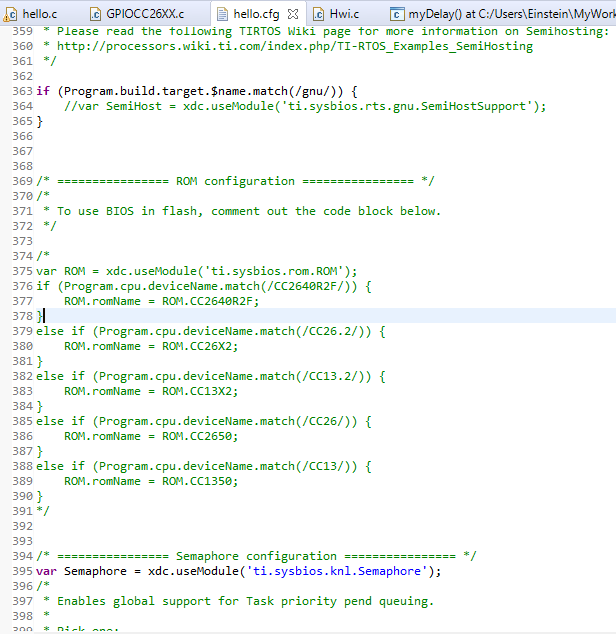 hello.c GPIOCC26XX.c hello.cfg Hwi.c myDelay() at C:/Users/Einstein/MyWork
359 * Please read the following TIRTOS Wiki page for more information on Semihosting:
360 * http://processors.wiki.ti.com/index.php/TI-RTOS_Examples_SemiHosting
361 */
362
363 if (Program.build.target.$name.match(/gnu/)) {
364 //var SemiHost = xdc.useModule('ti.sysbios.rts.gnu.SemiHostSupport');
365 }
366
367
368
369 /* ================ ROM configuration ================ */
370 /*
371 * To use BIOS in flash, comment out the code block below.
372 */
373
374 /*
375 var ROM = xdc.useModule('ti.sysbios.rom.ROM');
376 if (Program.cpu.deviceName.match(/CC2640R2F/)) {
377 ROM.romName = ROM.CC2640R2F;
378 }
379 else if (Program.cpu.deviceName.match(/CC26.2/)) {
380 ROM.romName = ROM.CC26X2;
381 }
382 else if (Program.cpu.deviceName.match(/CC13.2/)) {
383 ROM.romName = ROM.CC13X2;
384 }
385 else if (Program.cpu.deviceName.match(/CC26/)) {
386 ROM.romName = ROM.CC2650;
387 }
388 else if (Program.cpu.deviceName.match(/CC13/)) {
389 ROM.romName = ROM.CC1350;
390 }
391 */
392
393
394 /* ================ Semaphore configuration ================ */
395 var Semaphore = xdc.useModule('ti.sysbios.knl.Semaphore');
396 /*
397 * Enables global support for Task priority pend queuing.
398 *
399 * Pick one: